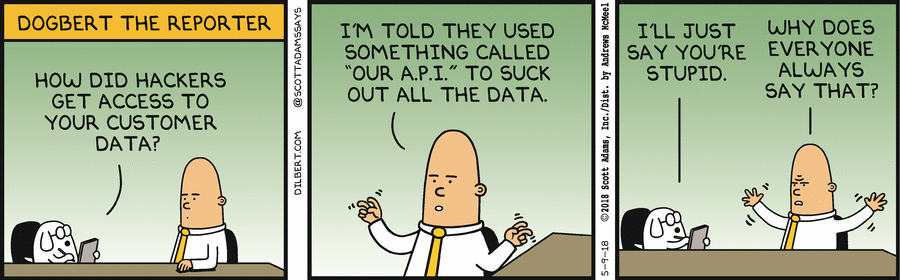 DOGBERT THE REPORTER
HOW DID HACKERS
GET ACCESS TO
YOUR CUSTOMER
DATA?
DILBERT.COM @SCOTTADAMSSAYS
I'M TOLD THEY USED
SOMETHING CALLED
"OUR A.P.I." TO SUCK
OUT ALL THE DATA.
5-9-18 ©2018 Scott Adams, Inc./Dist. by Andrews McMeel
I'LL JUST
SAY YOU'RE
STUPID.
WHY DOES
EVERYONE
ALWAYS
SAY THAT?